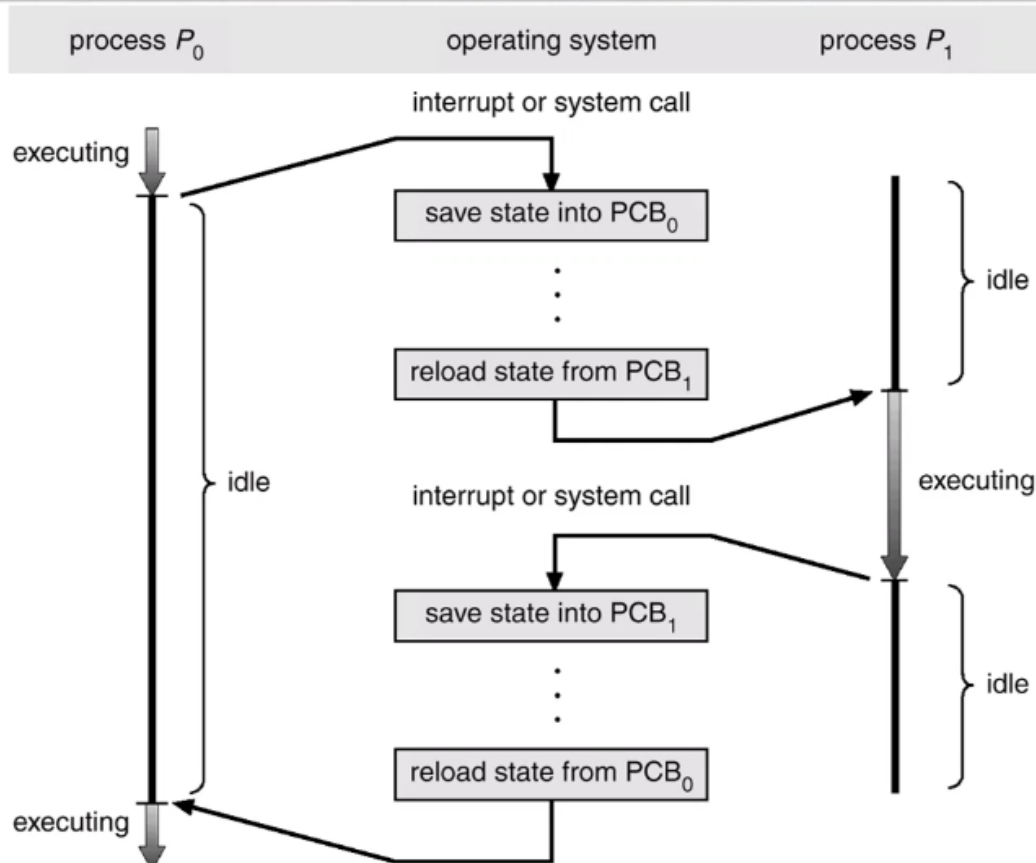 process P0
operating system
process P1
interrupt or system call
executing
save state into PCB0
idle
reload state from PCB1
idle
executing
interrupt or system call
save state into PCB1
idle
reload state from PCB0
executing